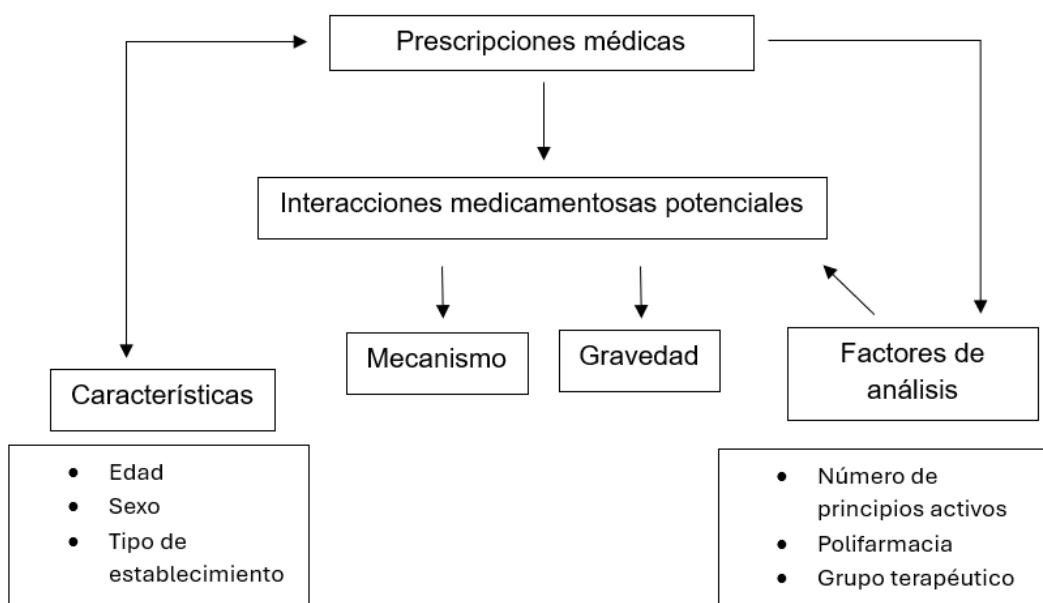 Prescripciones médicas
Interacciones medicamentosas potenciales
Mecanismo
Gravedad
Factores de
análisis
Características
• Edad
• Sexo
• Tipo de
establecimiento
• Número de
principios activos
• Polifarmacia
• Grupo terapéutico